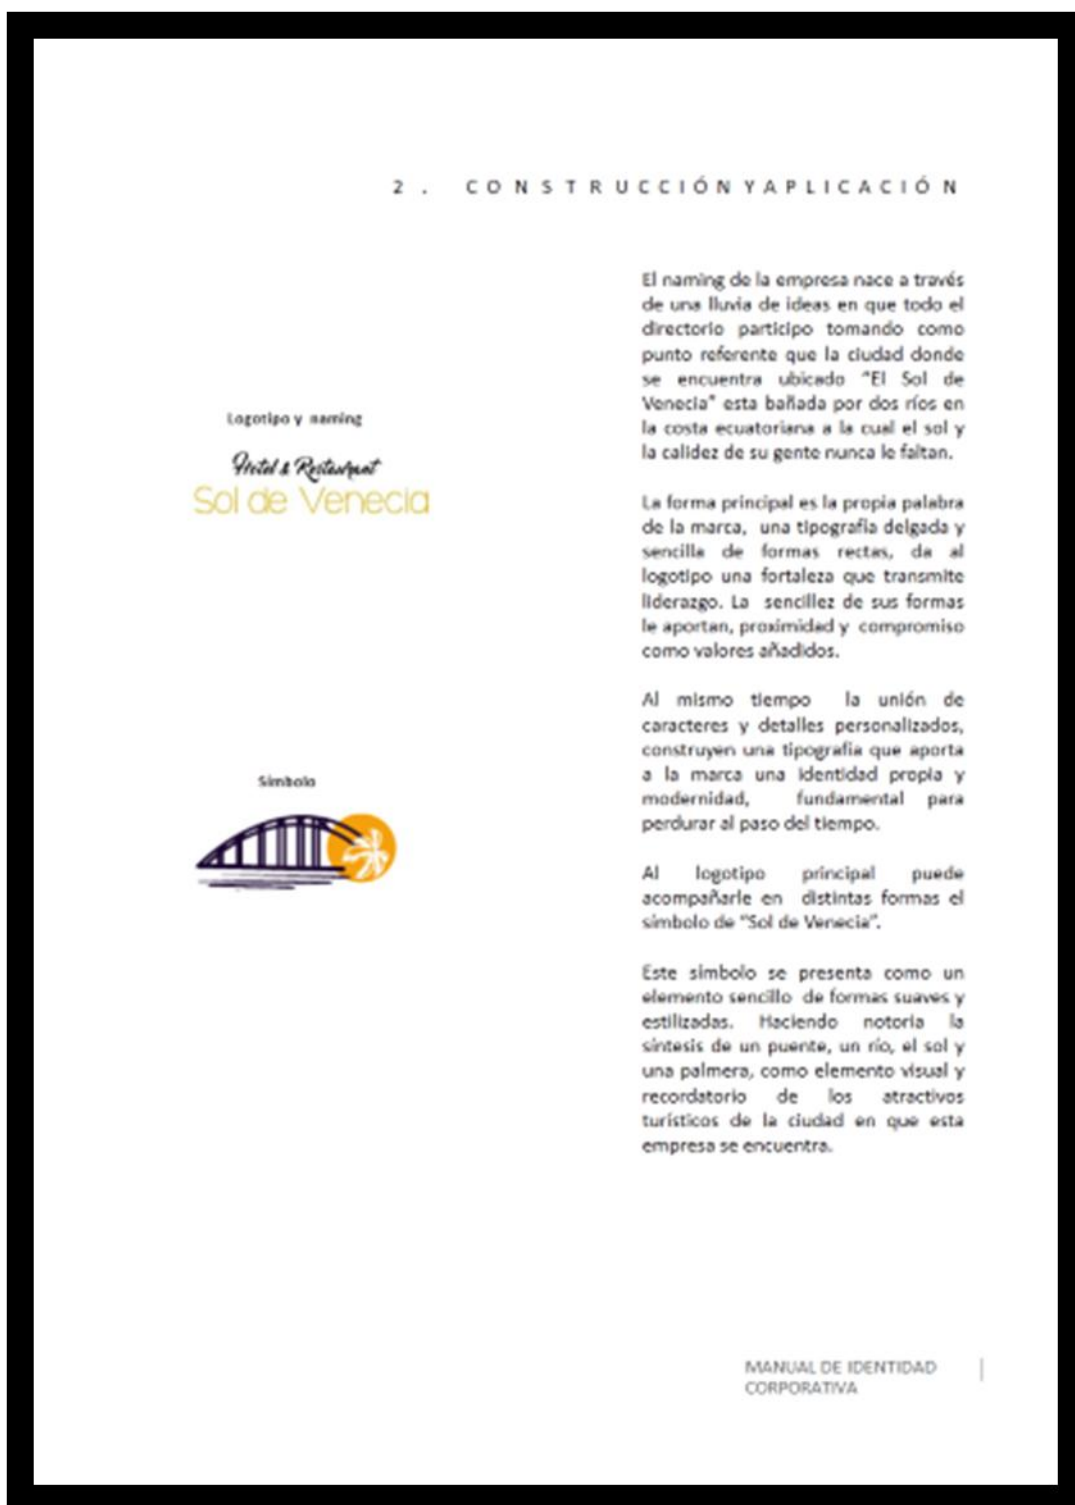 2. CONSTRUCCIÓN Y APLICACIÓN
Logotipo y naming
Hotel & Restaurant
Sol de Venecia
Símbolo
El naming de la empresa nace a través
de una lluvia de ideas en que todo el
directorio participo tomando como
punto referente que la ciudad donde
se encuentra ubicado "El Sol de
Venecia" esta bañada por dos ríos en
la costa ecuatoriana a la cual el sol y
la calidez de su gente nunca le faltan.
La forma principal es la propia palabra
de la marca, una tipografía delgada y
sencilla de formas rectas, da al
logotipo una fortaleza que transmite
liderazgo. La sencillez de sus formas
le aportan, proximidad y compromiso
como valores añadidos.
Al mismo tiempo la unión de
caracteres y detalles personalizados,
construyen una tipografía que aporta
a la marca una identidad propia y
modernidad, fundamental para
perdurar al paso del tiempo.
Al logotipo principal puede
acompañarle en distintas formas el
símbolo de "Sol de Venecia".
Este símbolo se presenta como un
elemento sencillo de formas suaves y
estilizadas. Haciendo notoria la
síntesis de un puente, un río, el sol y
una palmera, como elemento visual y
recordatorio de los atractivos
turísticos de la ciudad en que esta
empresa se encuentra.
MANUAL DE IDENTIDAD
CORPORATIVA